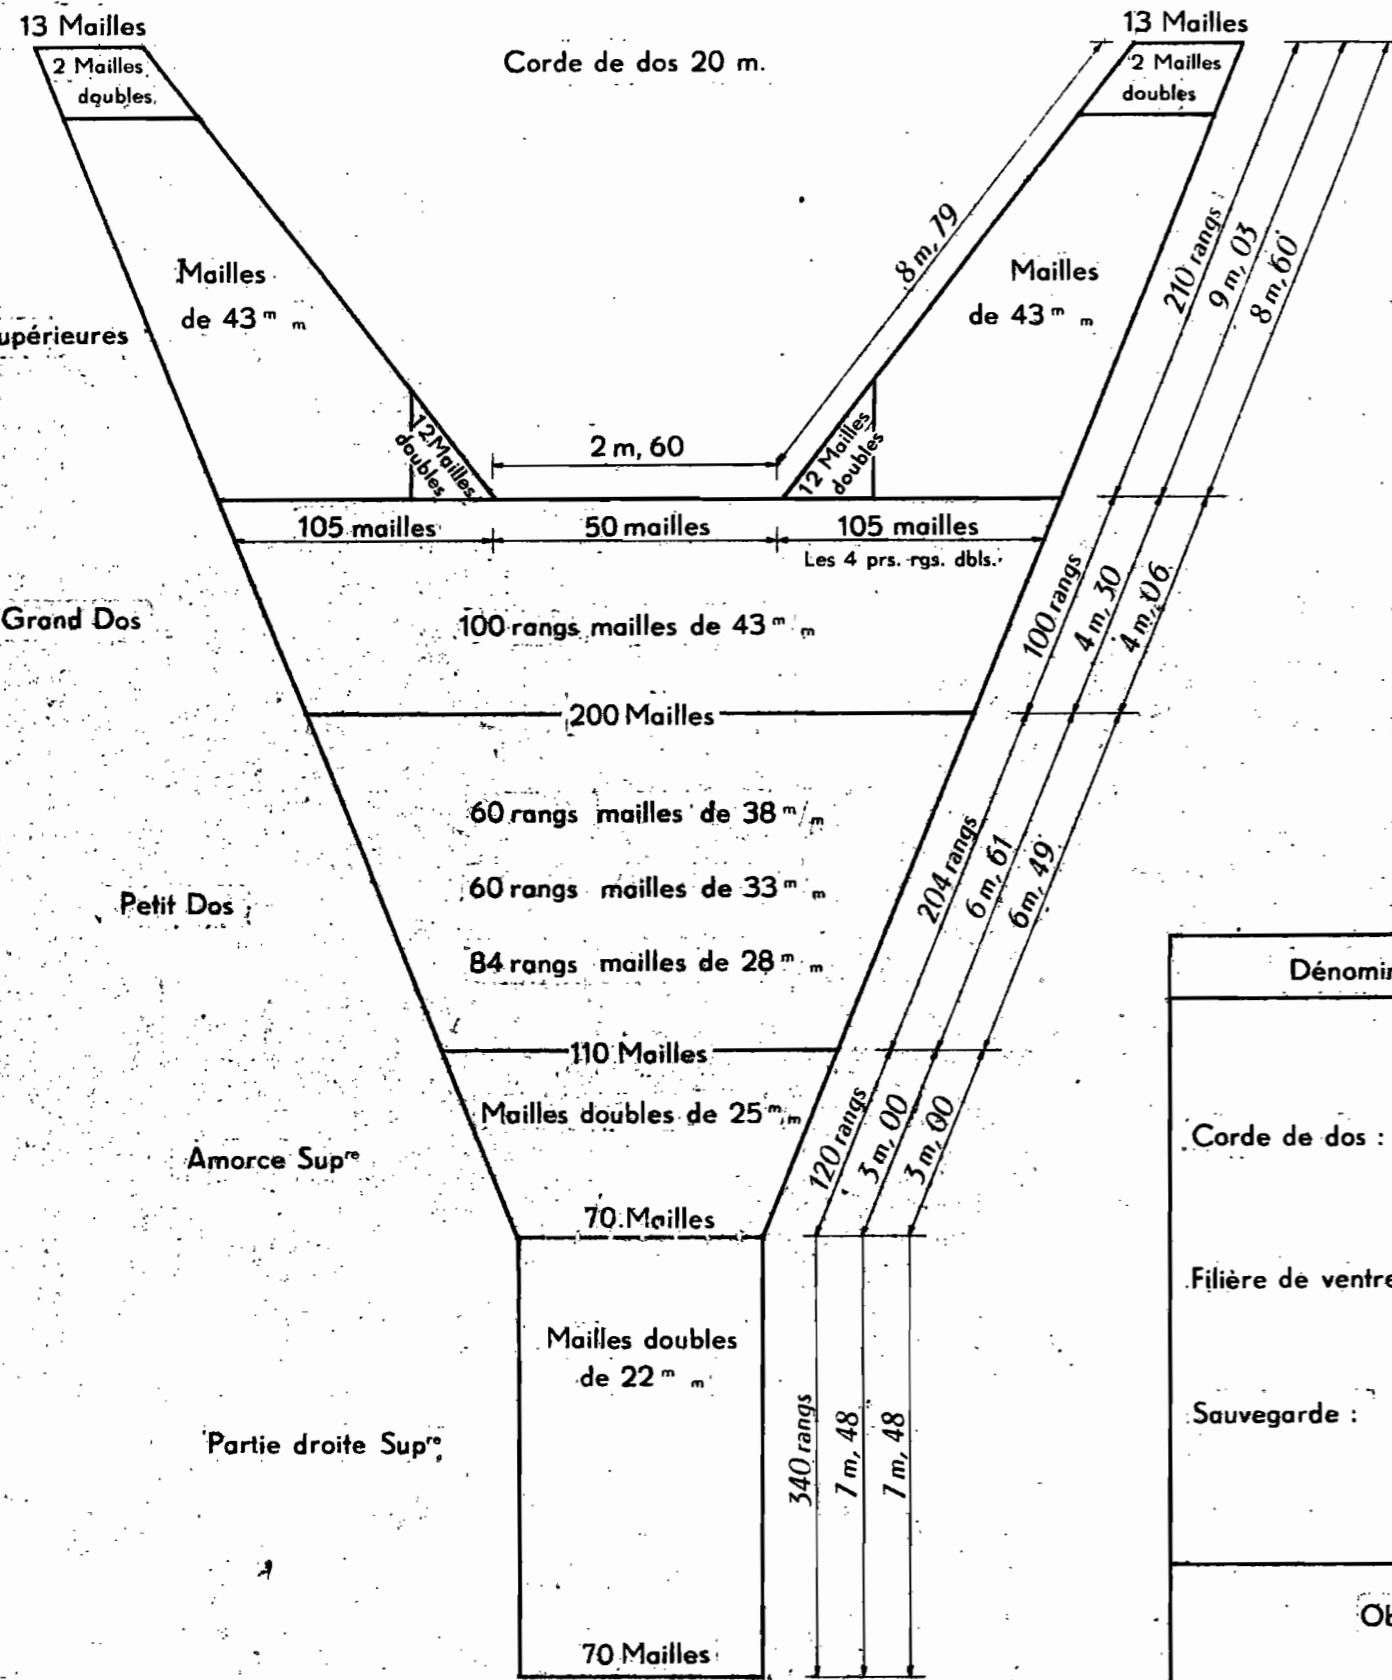 13 Mailles
13 Mailles
2 Mailles
doubles
Corde de dos 20 m.
2 Mailles
doubles
8 m, 79
210 rangs
9 m, 03
8 m, 60
Mailles
de 43 m m
Mailles
de 43 m m
upérieures
12 Mailles
doubles
2 m, 60
12 Mailles
doubles
105 mailles
50 mailles
105 mailles
Les 4 prs. rgs. dbls.
100 rangs
4 m, 30
4 m, 06
Grand Dos
100 rangs mailles de 43 m/m
200 Mailles
60 rangs mailles de 38 m/m
204 rangs
6 m, 61
6 m, 49
60 rangs mailles de 33 m m
Petit Dos
84 rangs mailles de 28 m m
Dénomin
110 Mailles
Mailles doubles de 25 m m
120 rangs
3 m, 00
3 m, 00
Corde de dos :
Amorce Supre
70 Mailles
Filière de ventre
Mailles doubles
de 22 m m
340 rangs
7 m, 48
7 m, 48
Sauvegarde :
Partie droite Supre
Ob
70 Mailles